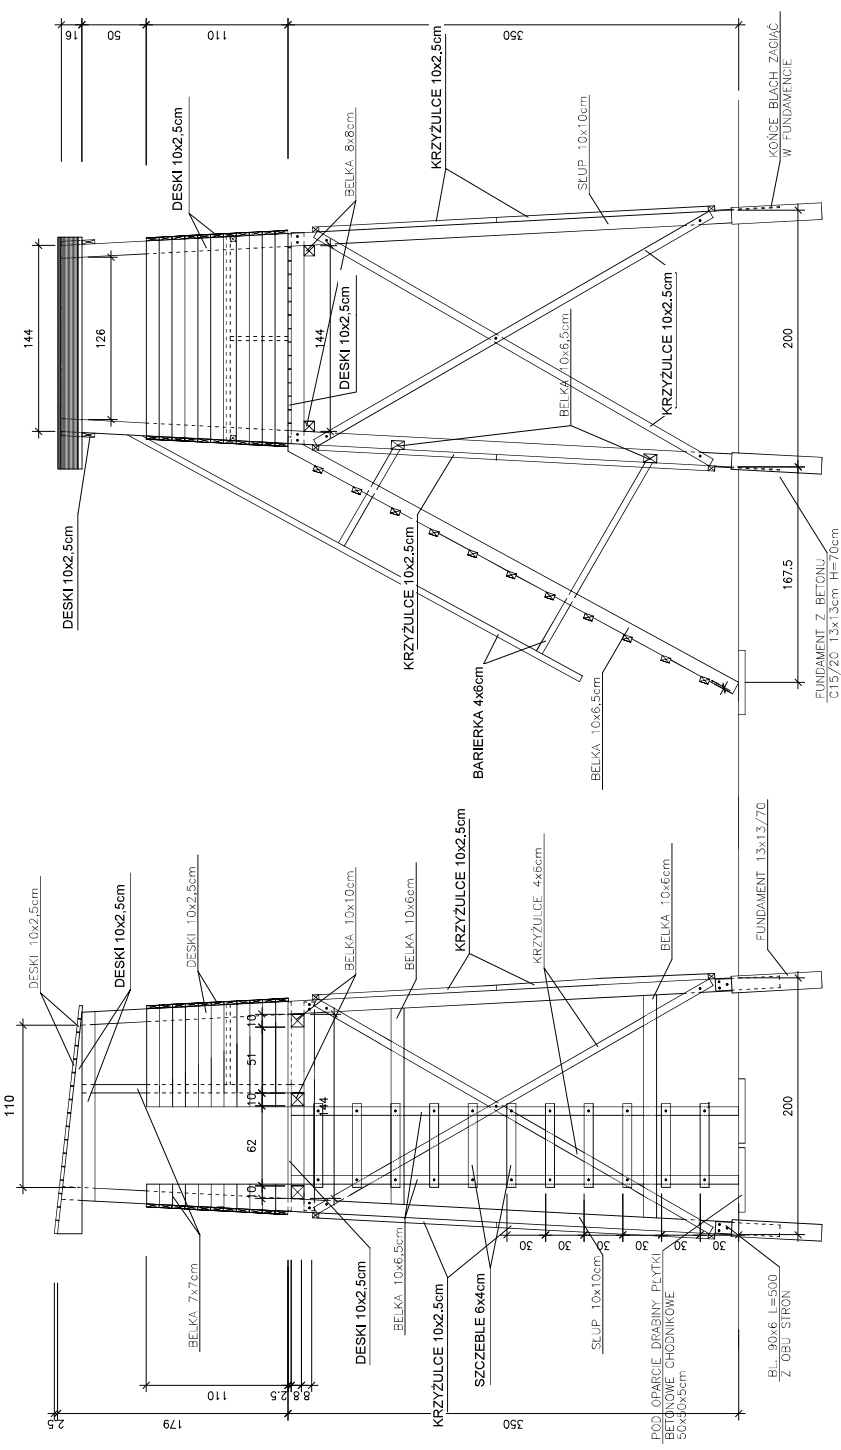 16
50
110
350
DESKI 10x2,5cm
BELKA 8x8cm
KRZYŻULCE 10x2.5cm
SŁUP 10x10cm
KOŃCE BLACH ZAGIĄĆ
W FUNDAMENCIE
144
126
144
DESKI 10x2,5cm
BELKA 10x6,5cm
KRZYŻULCE 10x2.5cm
200
DESKI 10x2,5cm
KRZYŻULCE 10x2.5cm
BARIERKA 4x6cm
BELKA 10x6,5cm
167.5
FUNDAMENT Z BETONU
C15/20 13x13cm H=70cm
DESKI 10x2,5cm
DESKI 10x2,5cm
DESKI 10x2,5cm
BELKA 10x10cm
BELKA 10x6cm
KRZYŻULCE 10x2.5cm
KRZYŻULCE 4x6cm
BELKA 10x6cm
FUNDAMENT 13x13/70
110
10
51
10
62
10
144
200
30
30
30
30
30
30
BELKA 7x7cm
DESKI 10x2,5cm
BELKA 10x6,5cm
KRZYŻULCE 10x2.5cm
SZCZEBLE 6x4cm
SŁUP 10x10cm
POD OPARCIE DRABINY PŁYTKI
BETONOWE CHODNIKOWE
50x50x5cm
BL. 90x6 L=500
Z OBU STRON
110
2.5
8
8
2.5
179
350